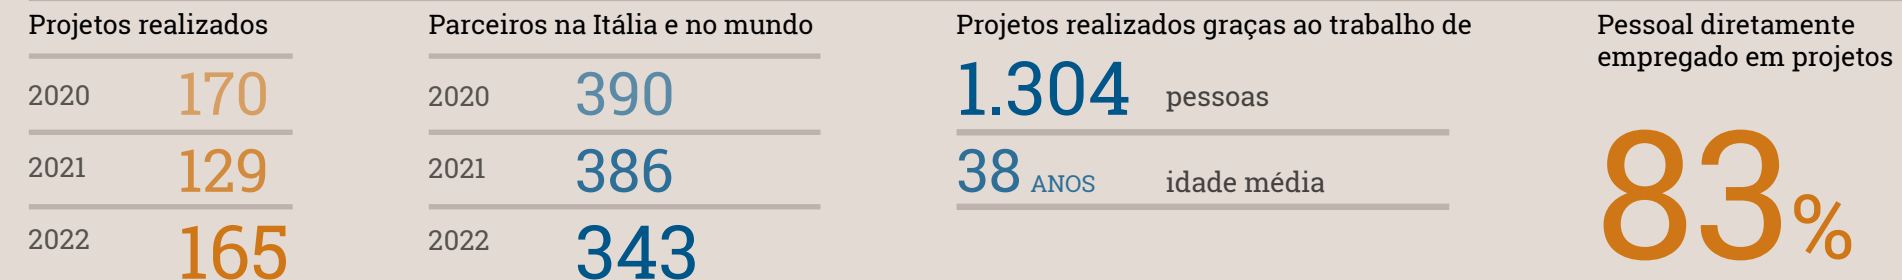 Projetos realizados
2020 170
2021 129
2022 165
Parceiros na Itália e no mundo
2020 390
2021 386
2022 343
Projetos realizados graças ao trabalho de
1.304 pessoas
38 ANOS idade média
Pessoal diretamente
empregado em projetos
83%